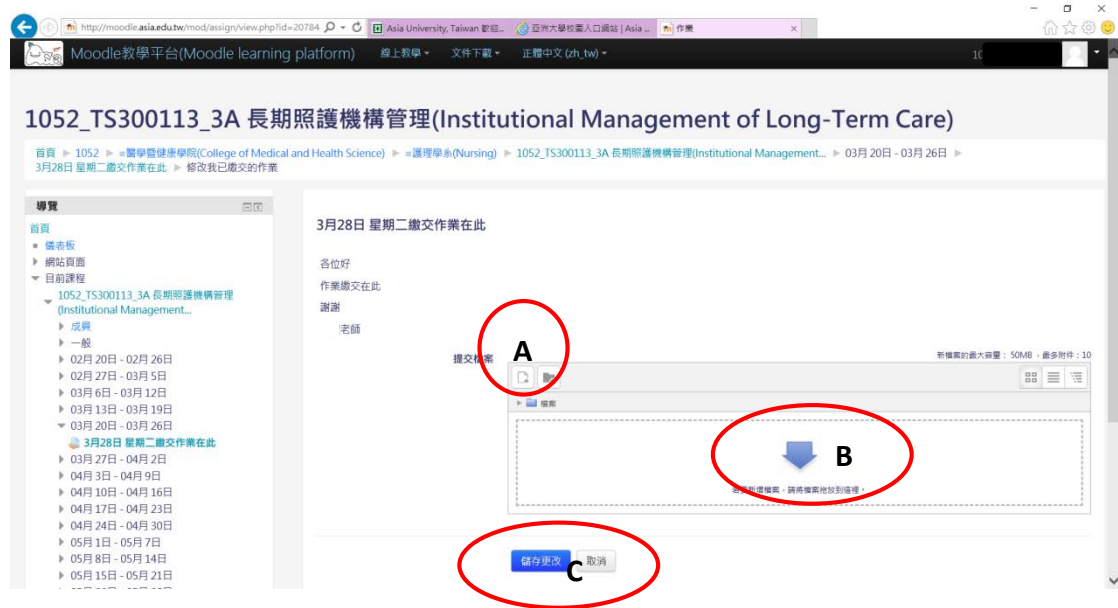 http://moodle.asia.edu.tw/mod/assign/view.php?id=20784
Asia University, Taiwan 歡迎...
亞洲大學校園入口網站 | Asia ...
作業
Moodle教學平台(Moodle learning platform)
線上教學
文件下載
正體中文 (zh_tw)
10
1052_TS300113_3A 長期照護機構管理(Institutional Management of Long-Term Care)
首頁 ▶ 1052 ▶ =醫學暨健康學院(College of Medical and Health Science) ▶ =護理學系(Nursing) ▶ 1052_TS300113_3A 長期照護機構管理(Institutional Management... ▶ 03月 20日 - 03月 26日 ▶
3月28日 星期二繳交作業在此 ▶ 修改我已繳交的作業
導覽
首頁
儀表板
網站頁面
目前課程
1052_TS300113_3A 長期照護機構管理
(Institutional Management...
成員
一般
02月 20日 - 02月 26日
02月 27日 - 03月 5日
03月 6日 - 03月 12日
03月 13日 - 03月 19日
03月 20日 - 03月 26日
3月28日 星期二繳交作業在此
03月 27日 - 04月 2日
04月 3日 - 04月 9日
04月 10日 - 04月 16日
04月 17日 - 04月 23日
04月 24日 - 04月 30日
05月 1日 - 05月 7日
05月 8日 - 05月 14日
05月 15日 - 05月 21日
3月28日 星期二繳交作業在此
各位好
作業繳交在此
謝謝
老師
提交檔案
A
新檔案的最大容量: 50MB ,最多附件: 10
檔案
B
若要新增檔案,請將檔案拖放到這裡。
儲存更改
取消
C